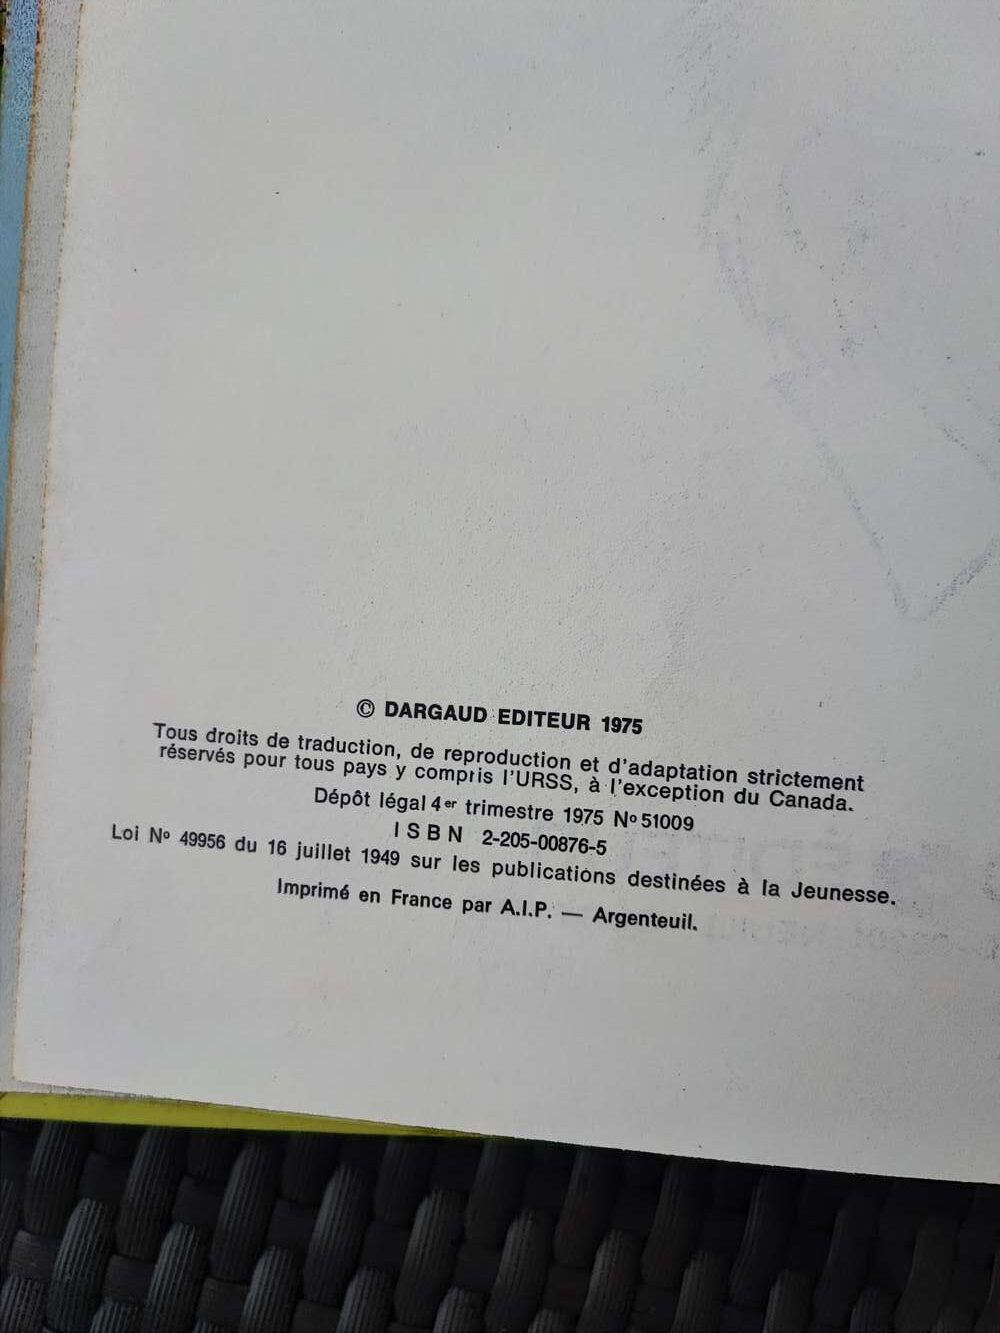 © DARGAUD EDITEUR 1975
Tous droits de traduction, de reproduction et d'adaptation strictement
réservés pour tous pays y compris l'URSS, à l'exception du Canada.
Dépôt légal 4er trimestre 1975 No 51009
ISBN 2-205-00876-5
Loi No 49956 du 16 juillet 1949 sur les publications destinées à la Jeunesse.
Imprimé en France par A.I.P. — Argenteuil.